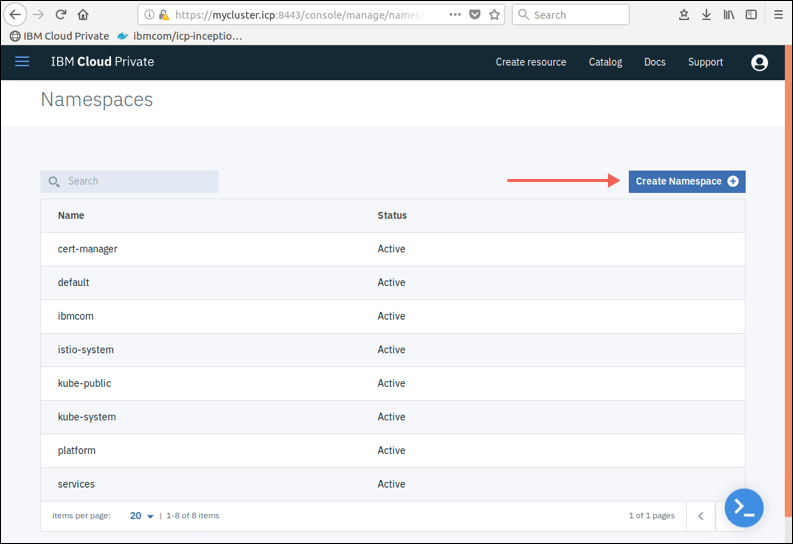 https://mycluster.icp:8443/console/manage/names
Search
IBM Cloud Private ibmcom/icp-inceptio...
IBM Cloud Private Create resource Catalog Docs Support
Namespaces
Search Create Namespace
Name Status
cert-manager Active
default Active
ibmcom Active
istio-system Active
kube-public Active
kube-system Active
platform Active
services Active
items per page: 20 | 1-8 of 8 items 1 of 1 pages